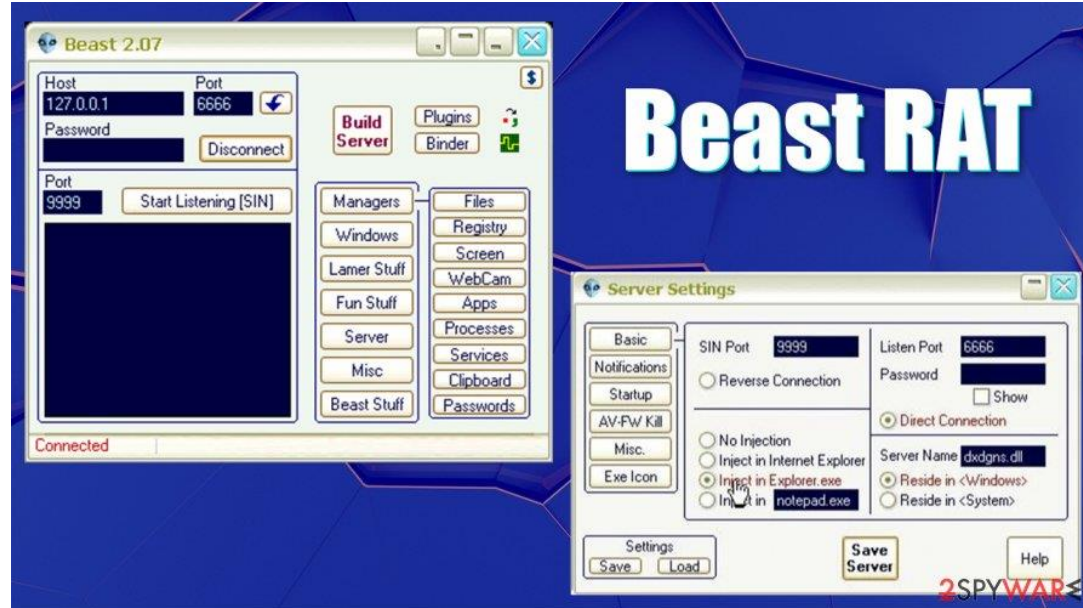 Beast 2.07
Host
Port
127.0.0.1
6666
Password
Disconnect
Port
9999
Start Listening [SIN]
Connected
$
Build Server
Plugins
Binder
Managers
Windows
Lamer Stuff
Fun Stuff
Server
Misc
Beast Stuff
Files
Registry
Screen
WebCam
Apps
Processes
Services
Clipboard
Passwords
Beast RAT
Server Settings
Basic
Notifications
Startup
AV-FW Kill
Misc.
Exe Icon
SIN Port
9999
Reverse Connection
No Injection
Inject in Internet Explorer
Inject in Explorer.exe
Inject in
notepad.exe
Listen Port
6666
Password
Show
Direct Connection
Server Name
dxdgns.dll
Reside in <Windows>
Reside in <System>
Settings
Save
Load
Save Server
Help
2SPYWARE